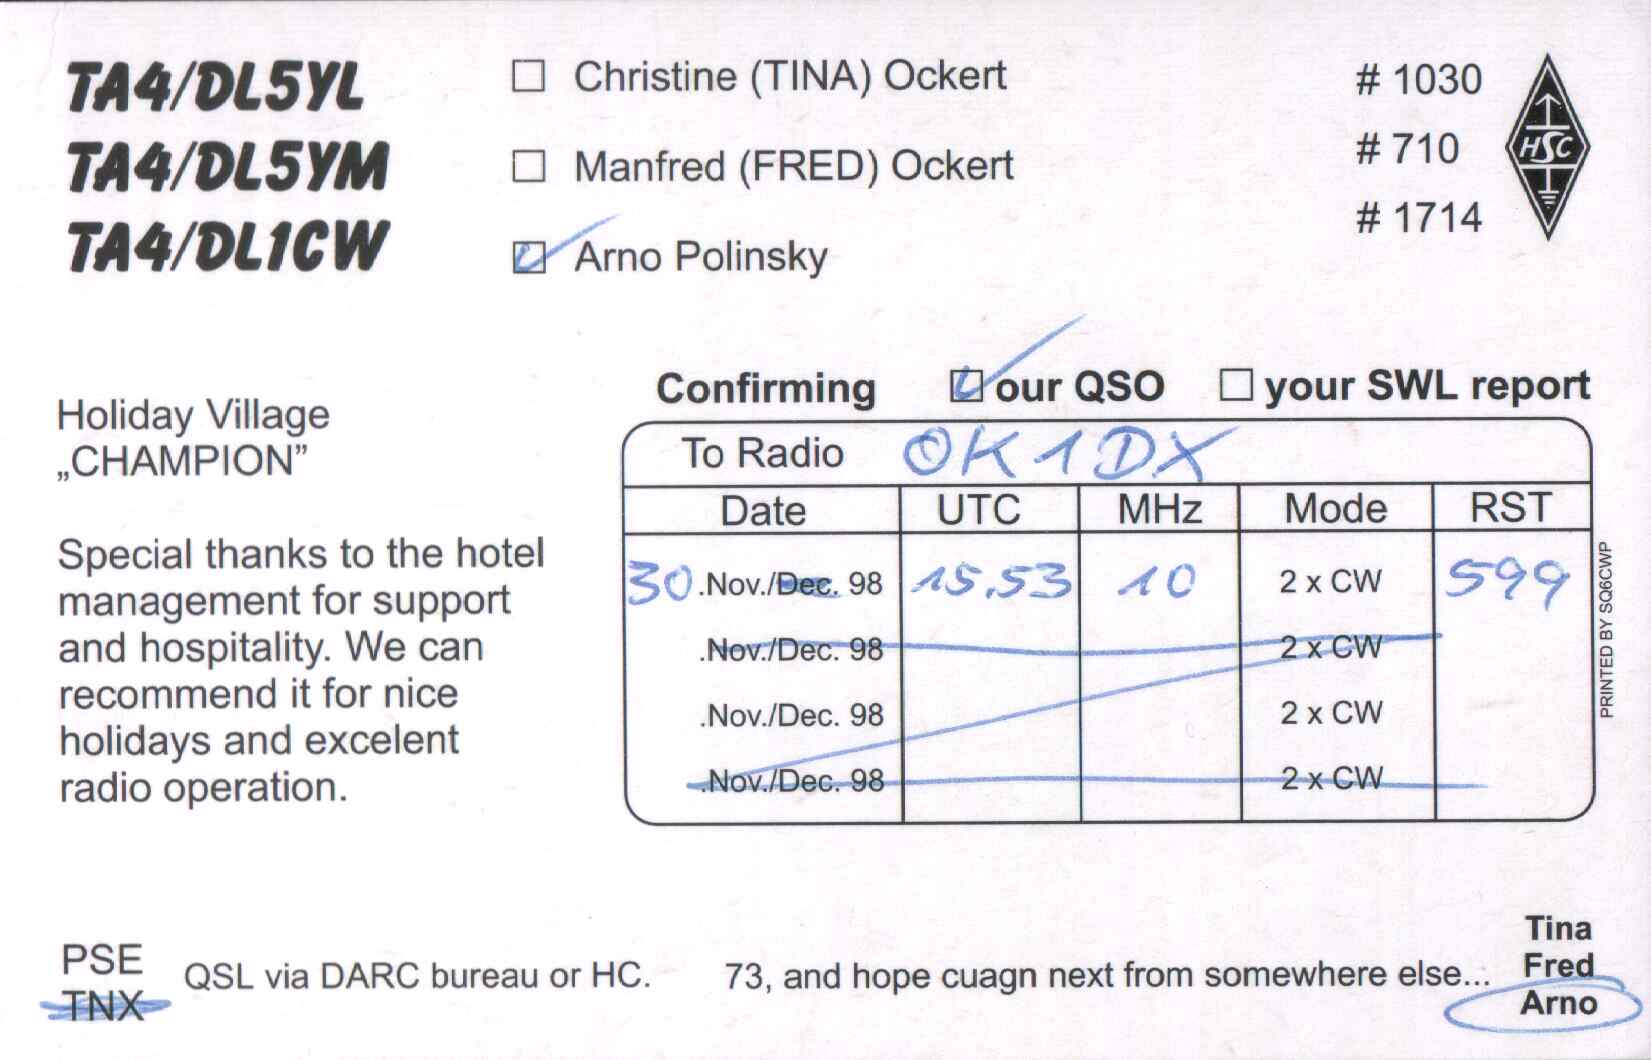 TA4/DL5YL
TA4/DL5YM
TA4/DL1CW
Christine (TINA) Ockert
Manfred (FRED) Ockert
Arno Polinsky
# 1030
# 710
# 1714
HSC
Holiday Village
„CHAMPION”
Special thanks to the hotel
management for support
and hospitality. We can
recommend it for nice
holidays and excelent
radio operation.
Confirming our QSO your SWL report
To Radio OK1DX
Date UTC MHz Mode RST
30.Nov./Dec. 98 15.53 10 2 x CW 599
.Nov./Dec. 98 2 x CW
.Nov./Dec. 98 2 x CW
.Nov./Dec. 98 2 x CW
PRINTED BY SQ6CWP
PSE
TNX
QSL via DARC bureau or HC.
73, and hope cuagn next from somewhere else...
Tina
Fred
Arno